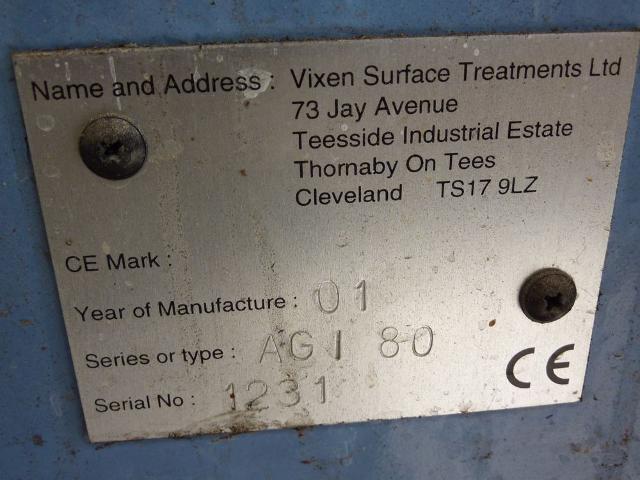 Name and Address : Vixen Surface Treatments Ltd
73 Jay Avenue
Teesside Industrial Estate
Thornaby On Tees
Cleveland TS17 9LZ
CE Mark :
Year of Manufacture : 01
Series or type : AGI 80
Serial No : 1231
CE